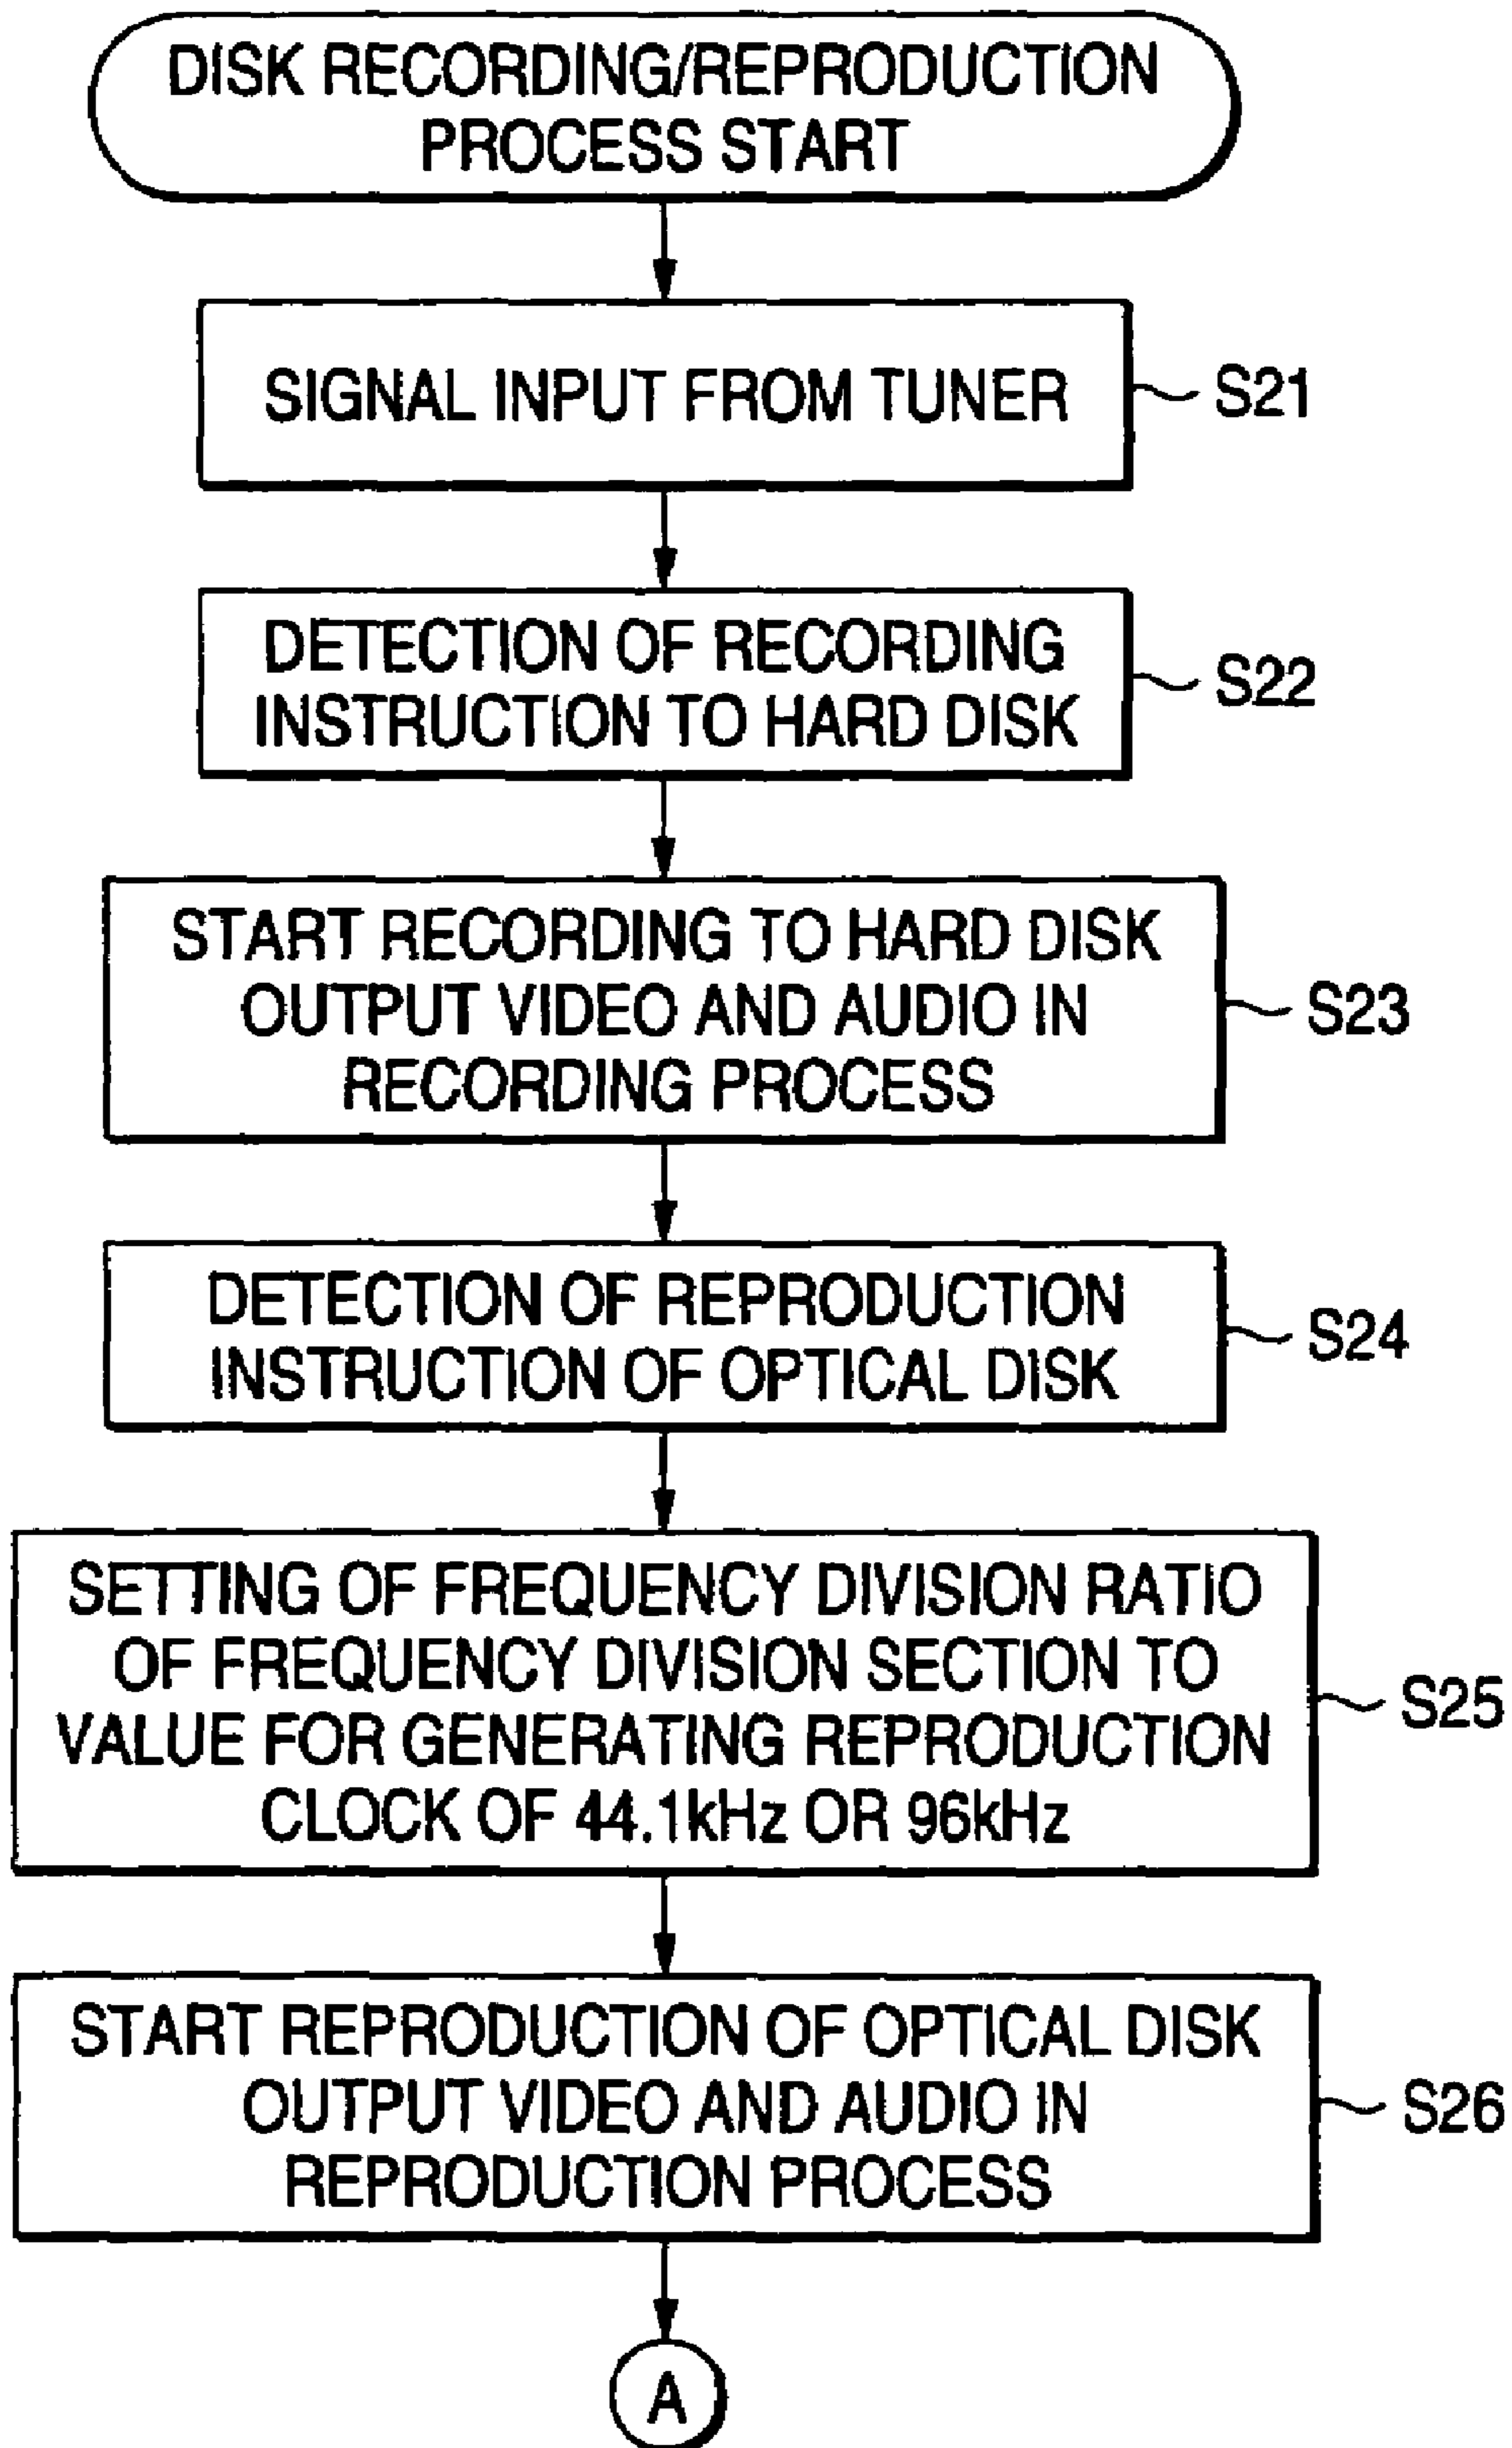 DISK RECORDING/REPRODUCTION
PROCESS START
SIGNAL INPUT FROM TUNER
S21
DETECTION OF RECORDING
INSTRUCTION TO HARD DISK
S22
START RECORDING TO HARD DISK
OUTPUT VIDEO AND AUDIO IN
RECORDING PROCESS
S23
DETECTION OF REPRODUCTION
INSTRUCTION OF OPTICAL DISK
S24
SETTING OF FREQUENCY DIVISION RATIO
OF FREQUENCY DIVISION SECTION TO
VALUE FOR GENERATING REPRODUCTION
CLOCK OF 44.1kHz OR 96kHz
S25
START REPRODUCTION OF OPTICAL DISK
OUTPUT VIDEO AND AUDIO IN
REPRODUCTION PROCESS
S26
A